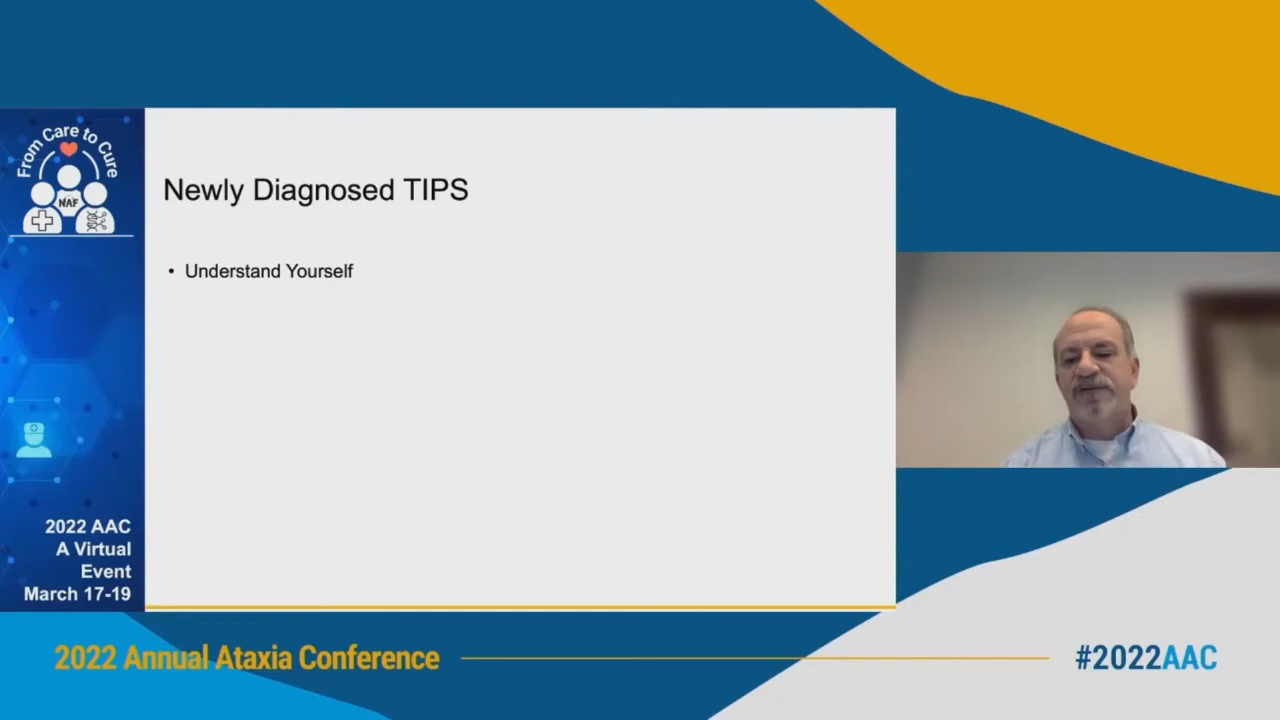 From Care to Cure
NAF
Newly Diagnosed TIPS
• Understand Yourself
2022 AAC
A Virtual
Event
March 17-19
2022 Annual Ataxia Conference
#2022AAC